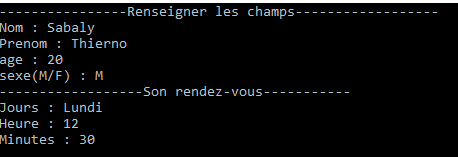 ----------------Renseigner les champs------------------
Nom : Sabaly
Prenom : Thierno
age : 20
sexe(M/F) : M
------------------Son rendez-vous-----------
Jours : Lundi
Heure : 12
Minutes : 30